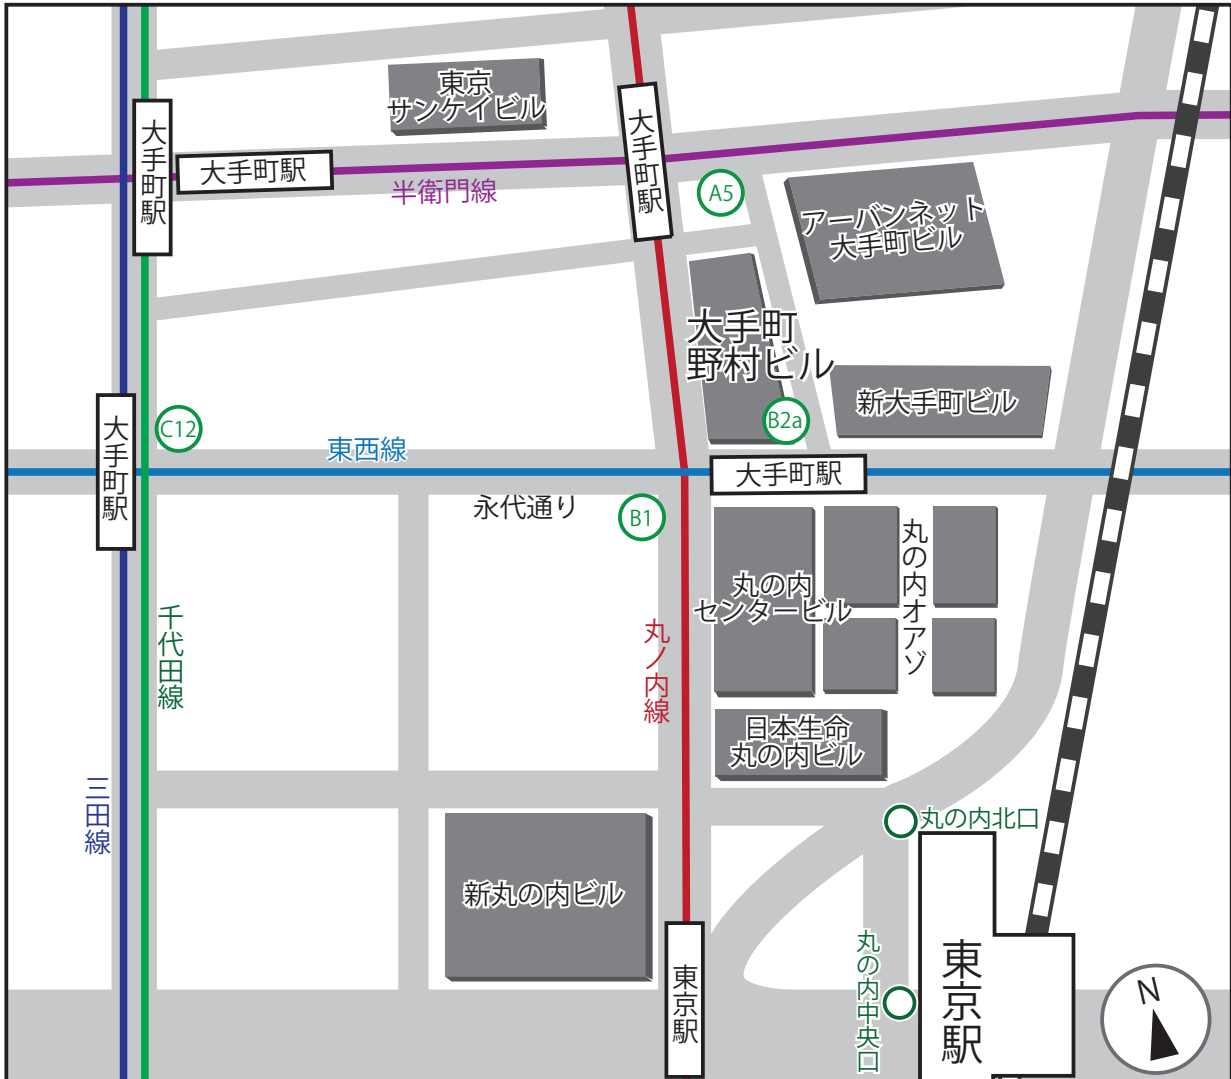 東京
サンケイビル
大手町駅
大手町駅
大手町駅
半衛門線
A5
アーバンネット
大手町ビル
大手町
野村ビル
新大手町ビル
B2a
C12
大手町駅
東西線
大手町駅
永代通り
B1
丸の内
センタービル
丸の内オアゾ
千代田線
丸ノ内線
日本生命
丸の内ビル
三田線
丸の内北口
新丸の内ビル
東京駅
丸の内中央口
東京駅
N